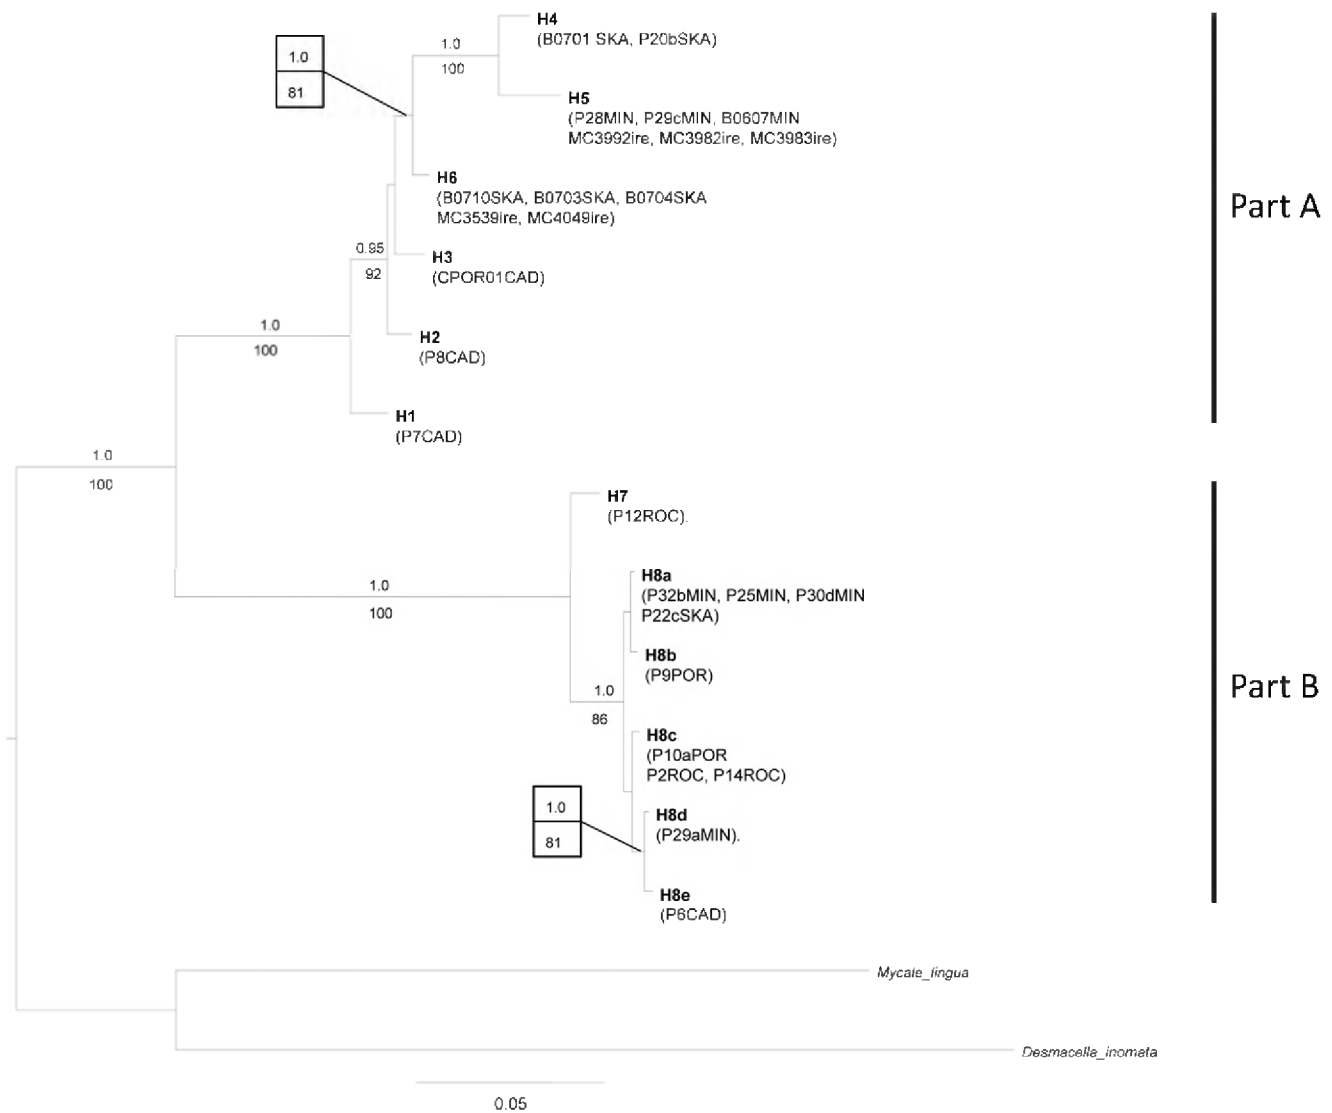 H4
(B0701 SKA, P20bSKA)
1.0
1.0
100
81
H5
(P28MIN, P29cMIN, B0607MIN
MC3992ire, MC3982ire, MC3983ire)
H6
(B0710SKA, B0703SKA, B0704SKA
MC3539ire, MC4049ire)
Part A
0.95
92
H3
(CPOR01CAD)
1.0
100
H2
(P8CAD)
H1
(P7CAD)
1.0
100
H7
(P12ROC).
1.0
100
H8a
(P32bMIN, P25MIN, P30dMIN
P22cSKA)
H8b
(P9POR)
1.0
86
Part B
H8c
(P10aPOR
P2ROC, P14ROC)
1.0
81
H8d
(P29aMIN).
H8e
(P6CAD)
Mycale_lingua
Desmacella_inornata
0.05